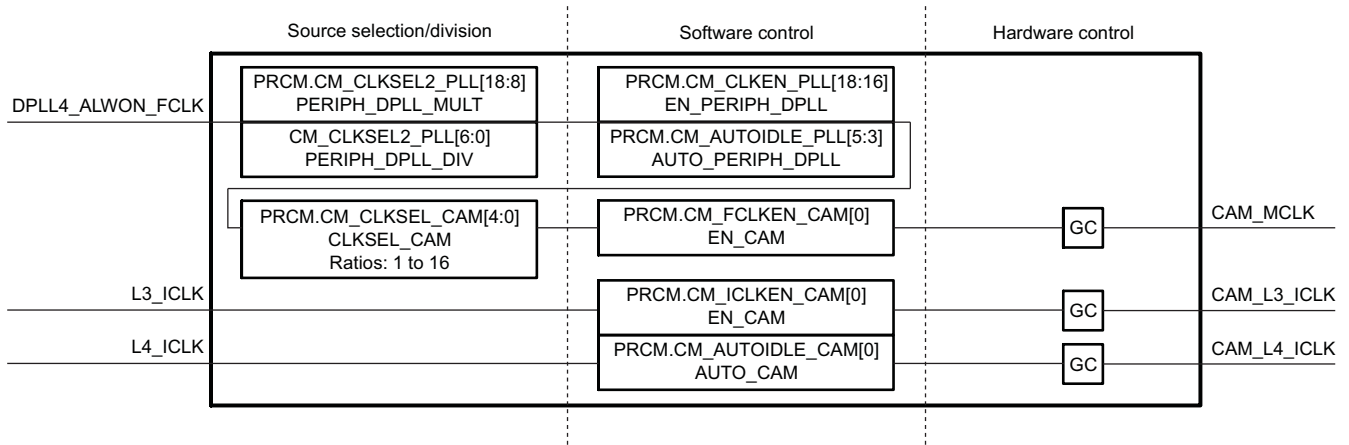 Source selection/division
Software control
Hardware control
DPLL4_ALWON_FCLK
PRCM.CM_CLKSEL2_PLL[18:8]
PERIPH_DPLL_MULT
CM_CLKSEL2_PLL[6:0]
PERIPH_DPLL_DIV
PRCM.CM_CLKEN_PLL[18:16]
EN_PERIPH_DPLL
PRCM.CM_AUTOIDLE_PLL[5:3]
AUTO_PERIPH_DPLL
PRCM.CM_CLKSEL_CAM[4:0]
CLKSEL_CAM
Ratios: 1 to 16
PRCM.CM_FCLKEN_CAM[0]
EN_CAM
GC
CAM_MCLK
L3_ICLK
PRCM.CM_ICLKEN_CAM[0]
EN_CAM
GC
CAM_L3_ICLK
L4_ICLK
PRCM.CM_AUTOIDLE_CAM[0]
AUTO_CAM
GC
CAM_L4_ICLK